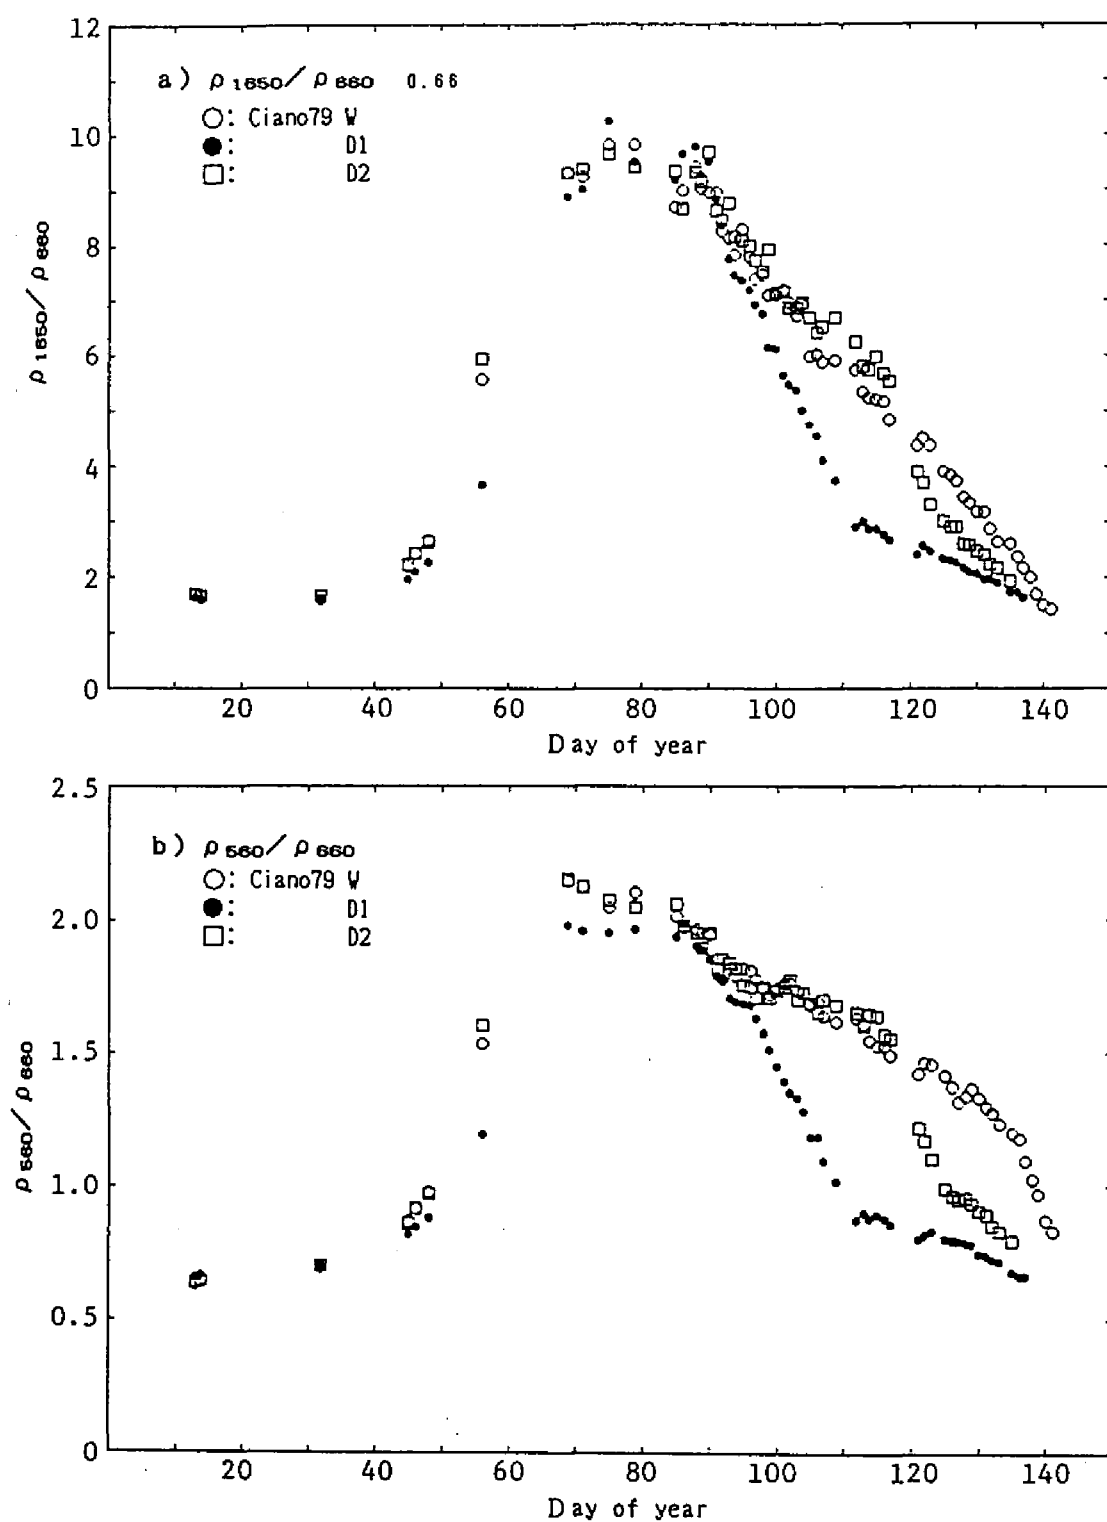 a) ρ₁₆₅₀/ρ₆₆₀ 0.66
○: Ciano79 W
●: D1
□: D2
12
10
8
6
4
2
0
ρ₁₆₅₀/ρ₆₆₀
20 40 60 80 100 120 140
Day of year
b) ρ₅₆₀/ρ₆₆₀
○: Ciano79 W
●: D1
□: D2
2.5
2.0
1.5
1.0
0.5
0
ρ₅₆₀/ρ₆₆₀
20 40 60 80 100 120 140
Day of year